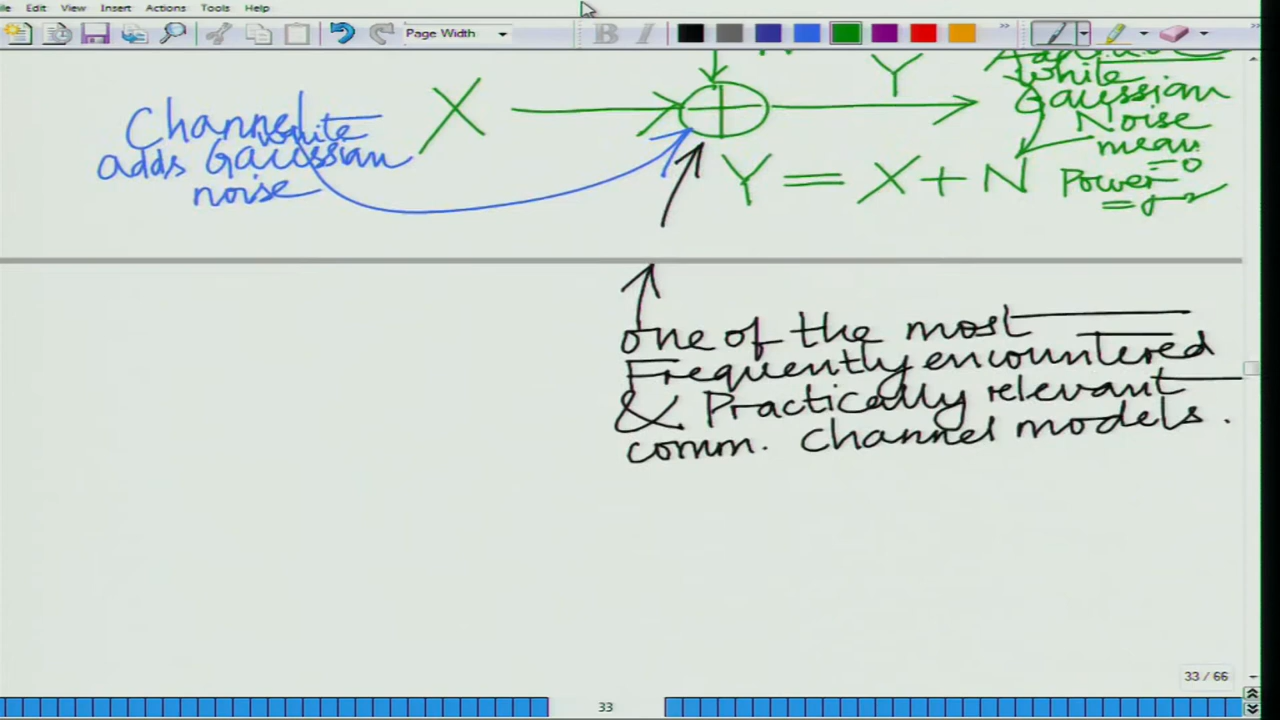 File Edit View Insert Actions Tools Help
Page Width
B I
Channel
white
adds Gaussian
noise
X
Y
Y = X + N
White
Gaussian
Noise
mean
= 0
Power
=
one of the most
Frequently encountered
& Practically relevant
comm. Channel models.
33 / 66
33